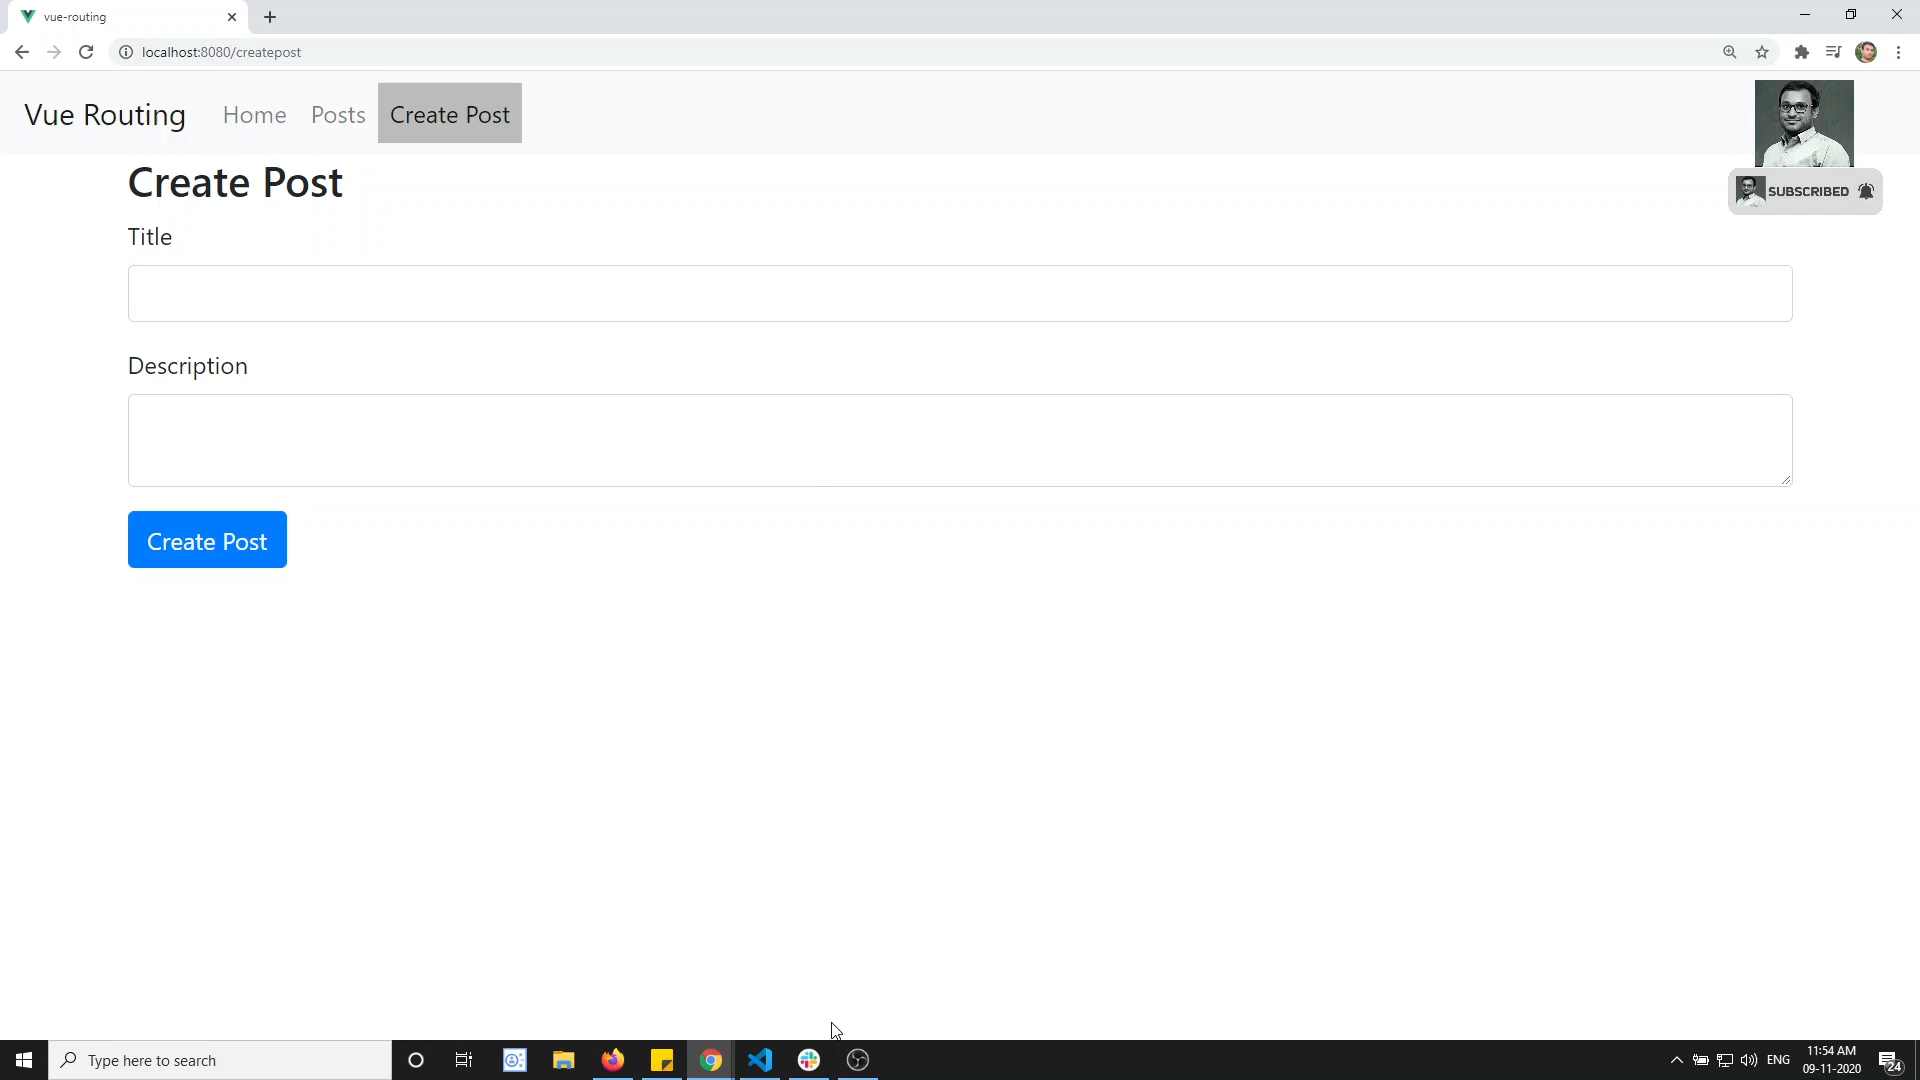 vue-routing
localhost:8080/createpost
Vue Routing Home Posts Create Post
SUBSCRIBED
Create Post
Title
Description
Create Post
Type here to search
ENG
11:54 AM
09-11-2020
24